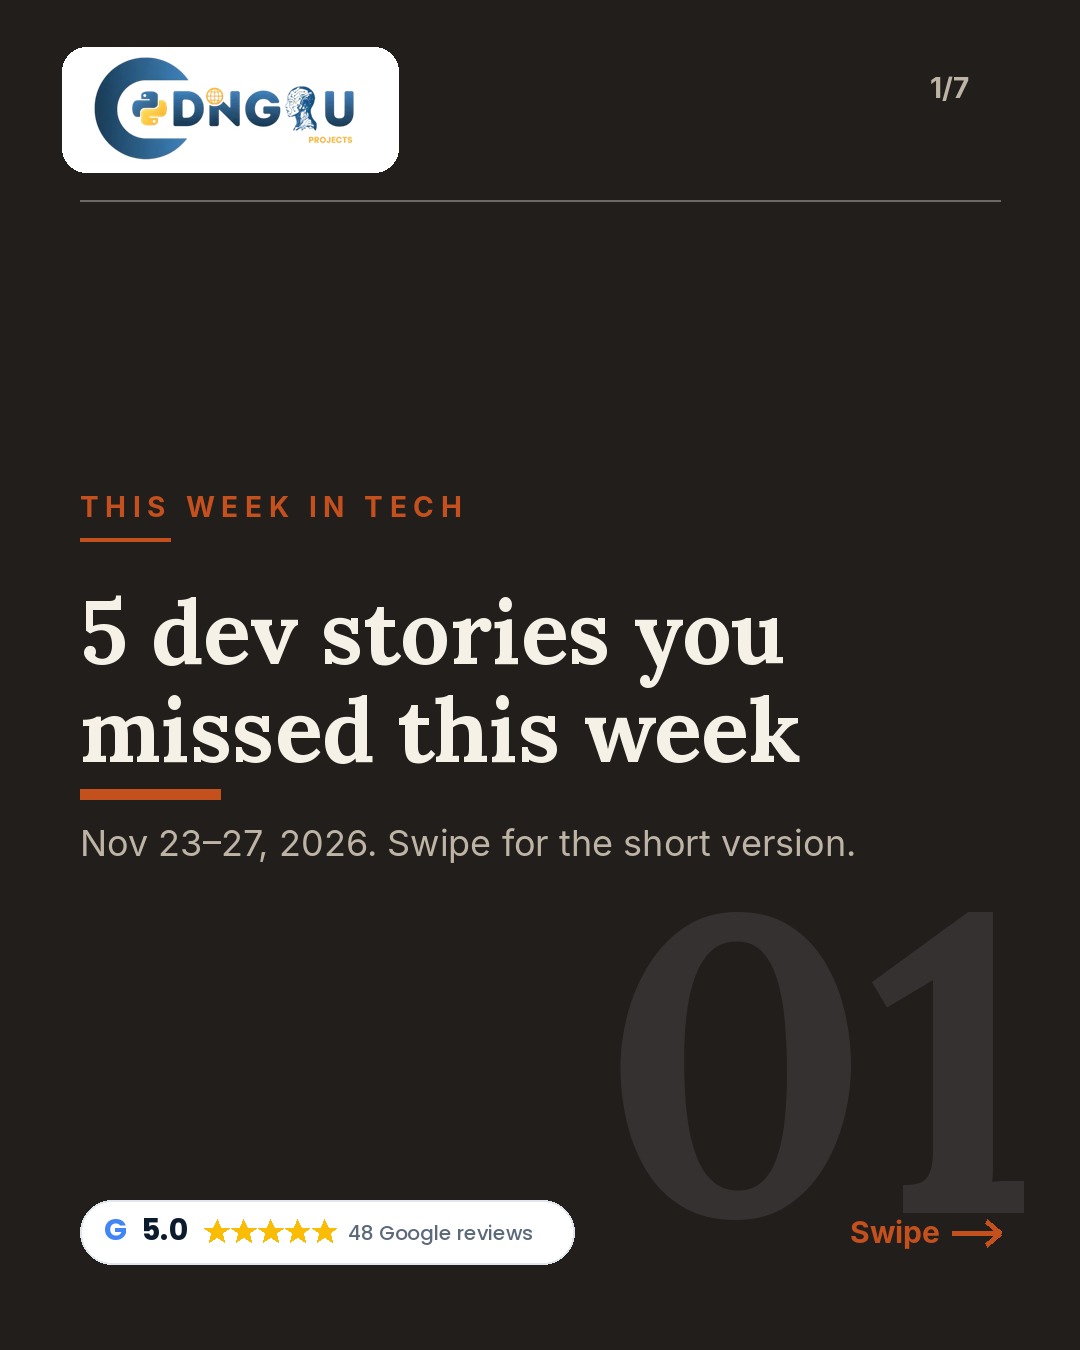 CDNG U
PROJECTS
1/7
THIS WEEK IN TECH
5 dev stories you
missed this week
Nov 23–27, 2026. Swipe for the short version.
01
G 5.0 ★★★★★ 48 Google reviews
Swipe →